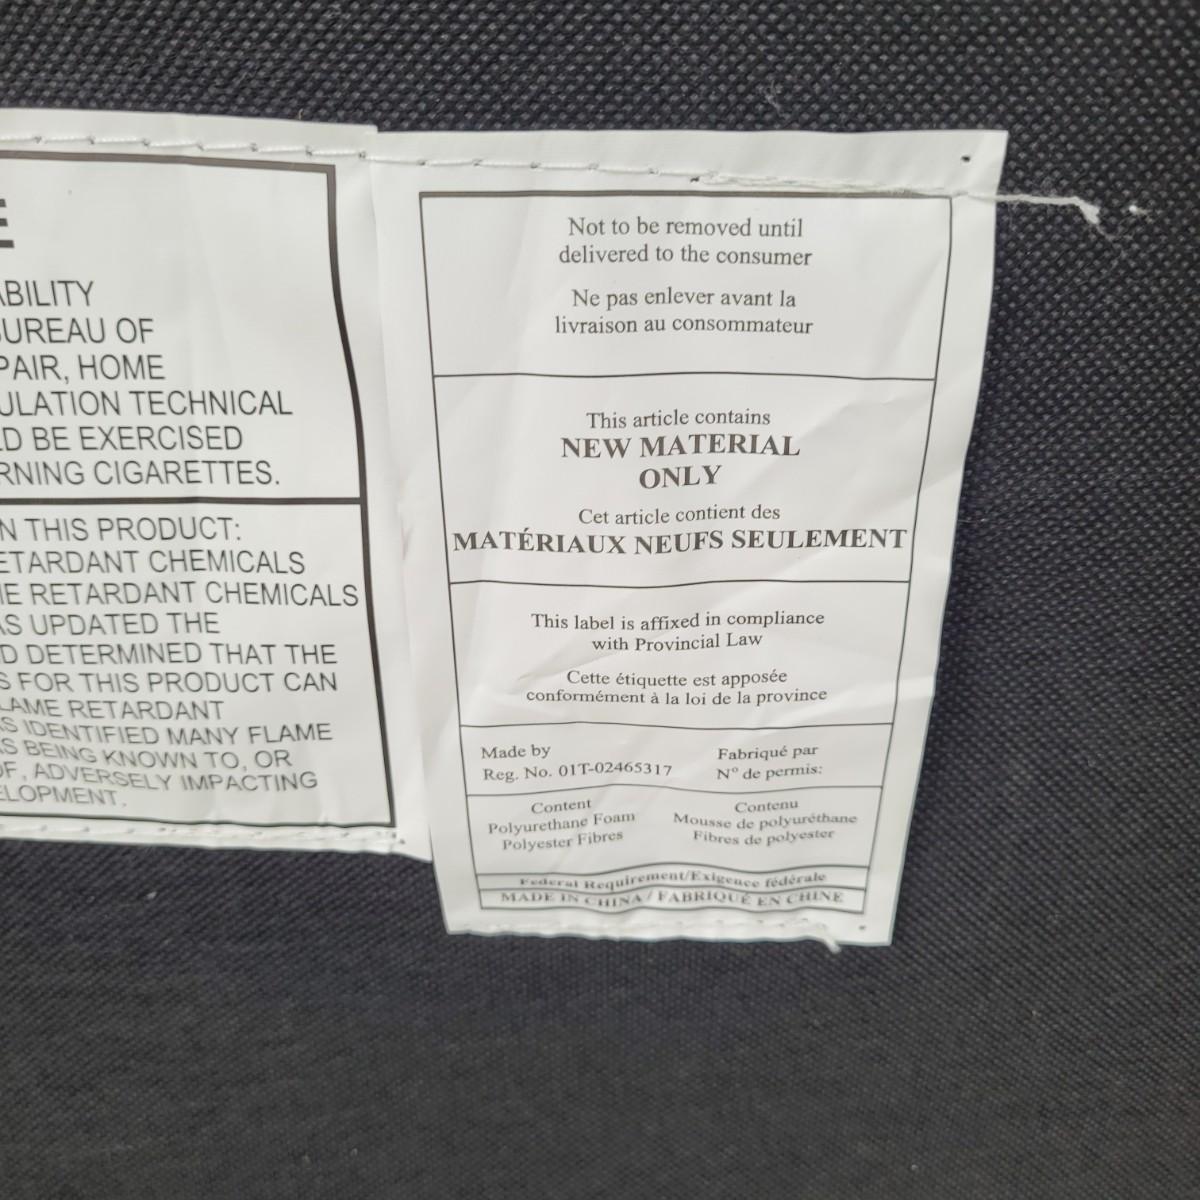 E
ABILITY
BUREAU OF
PAIR, HOME
ULATION TECHNICAL
LD BE EXERCISED
RNING CIGARETTES.
N THIS PRODUCT:
ETARDANT CHEMICALS
ME RETARDANT CHEMICALS
AS UPDATED THE
D DETERMINED THAT THE
S FOR THIS PRODUCT CAN
LAME RETARDANT
AS IDENTIFIED MANY FLAME
AS BEING KNOWN TO, OR
OF, ADVERSELY IMPACTING
ELOPMENT.
Not to be removed until
delivered to the consumer
Ne pas enlever avant la
livraison au consommateur
This article contains
NEW MATERIAL
ONLY
Cet article contient des
MATÉRIAUX NEUFS SEULEMENT
This label is affixed in compliance
with Provincial Law
Cette étiquette est apposée
conformément à la loi de la province
Made by Fabriqué par
Reg. No. 01T-02465317 N° de permis:
Content Contenu
Polyurethane Foam Mousse de polyuréthane
Polyester Fibres Fibres de polyester
Federal Requirement/Exigence fédérale
MADE IN CHINA / FABRIQUÉ EN CHINE